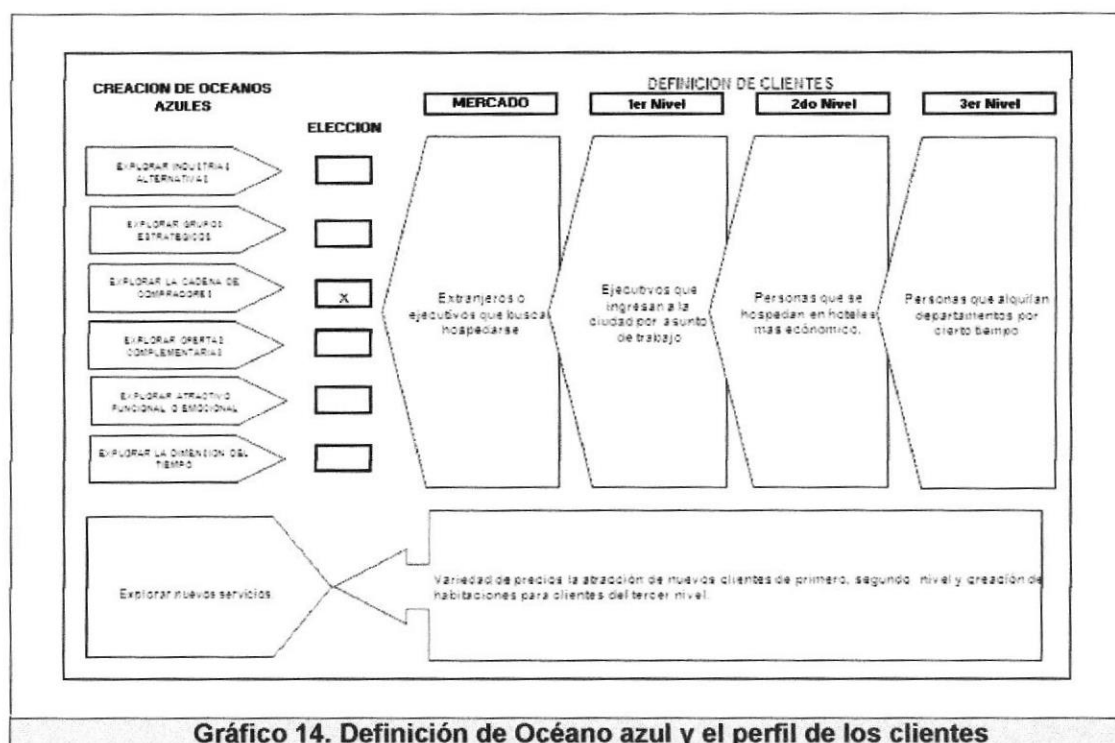 CREACION DE OCEANOS
AZULES
ELECCION
DEFINICION DE CLIENTES
MERCADO
1er Nivel
2do Nivel
3er Nivel
EXPLORAR INDUSTRIAS
ALTERNATIVAS
EXPLORAR GRUPOS
ESTRATEGICOS
EXPLORAR LA CADENA DE
COMPRADORES
X
EXPLORAR OFERTAS
COMPLEMENTARIAS
EXPLORAR ATRACTIVO
FUNCIONAL O EMOCIONAL
EXPLORAR LA DIMENSION DEL
TIEMPO
Extranjeros o
ejecutivos que busca
hospedarse
Ejecutivos que
ingresan a la
ciudad por asunto
de trabajo
Personas que se
hospedan en hoteles
mas económico.
Personas que alquilan
departamentos por
cierto tiempo
Explorar nuevos servicios
Variedad de precios la atracción de nuevos clientes de primero, segundo nivel y creación de
habitaciones para clientes del tercer nivel.
Gráfico 14. Definición de Océano azul y el perfil de los clientes